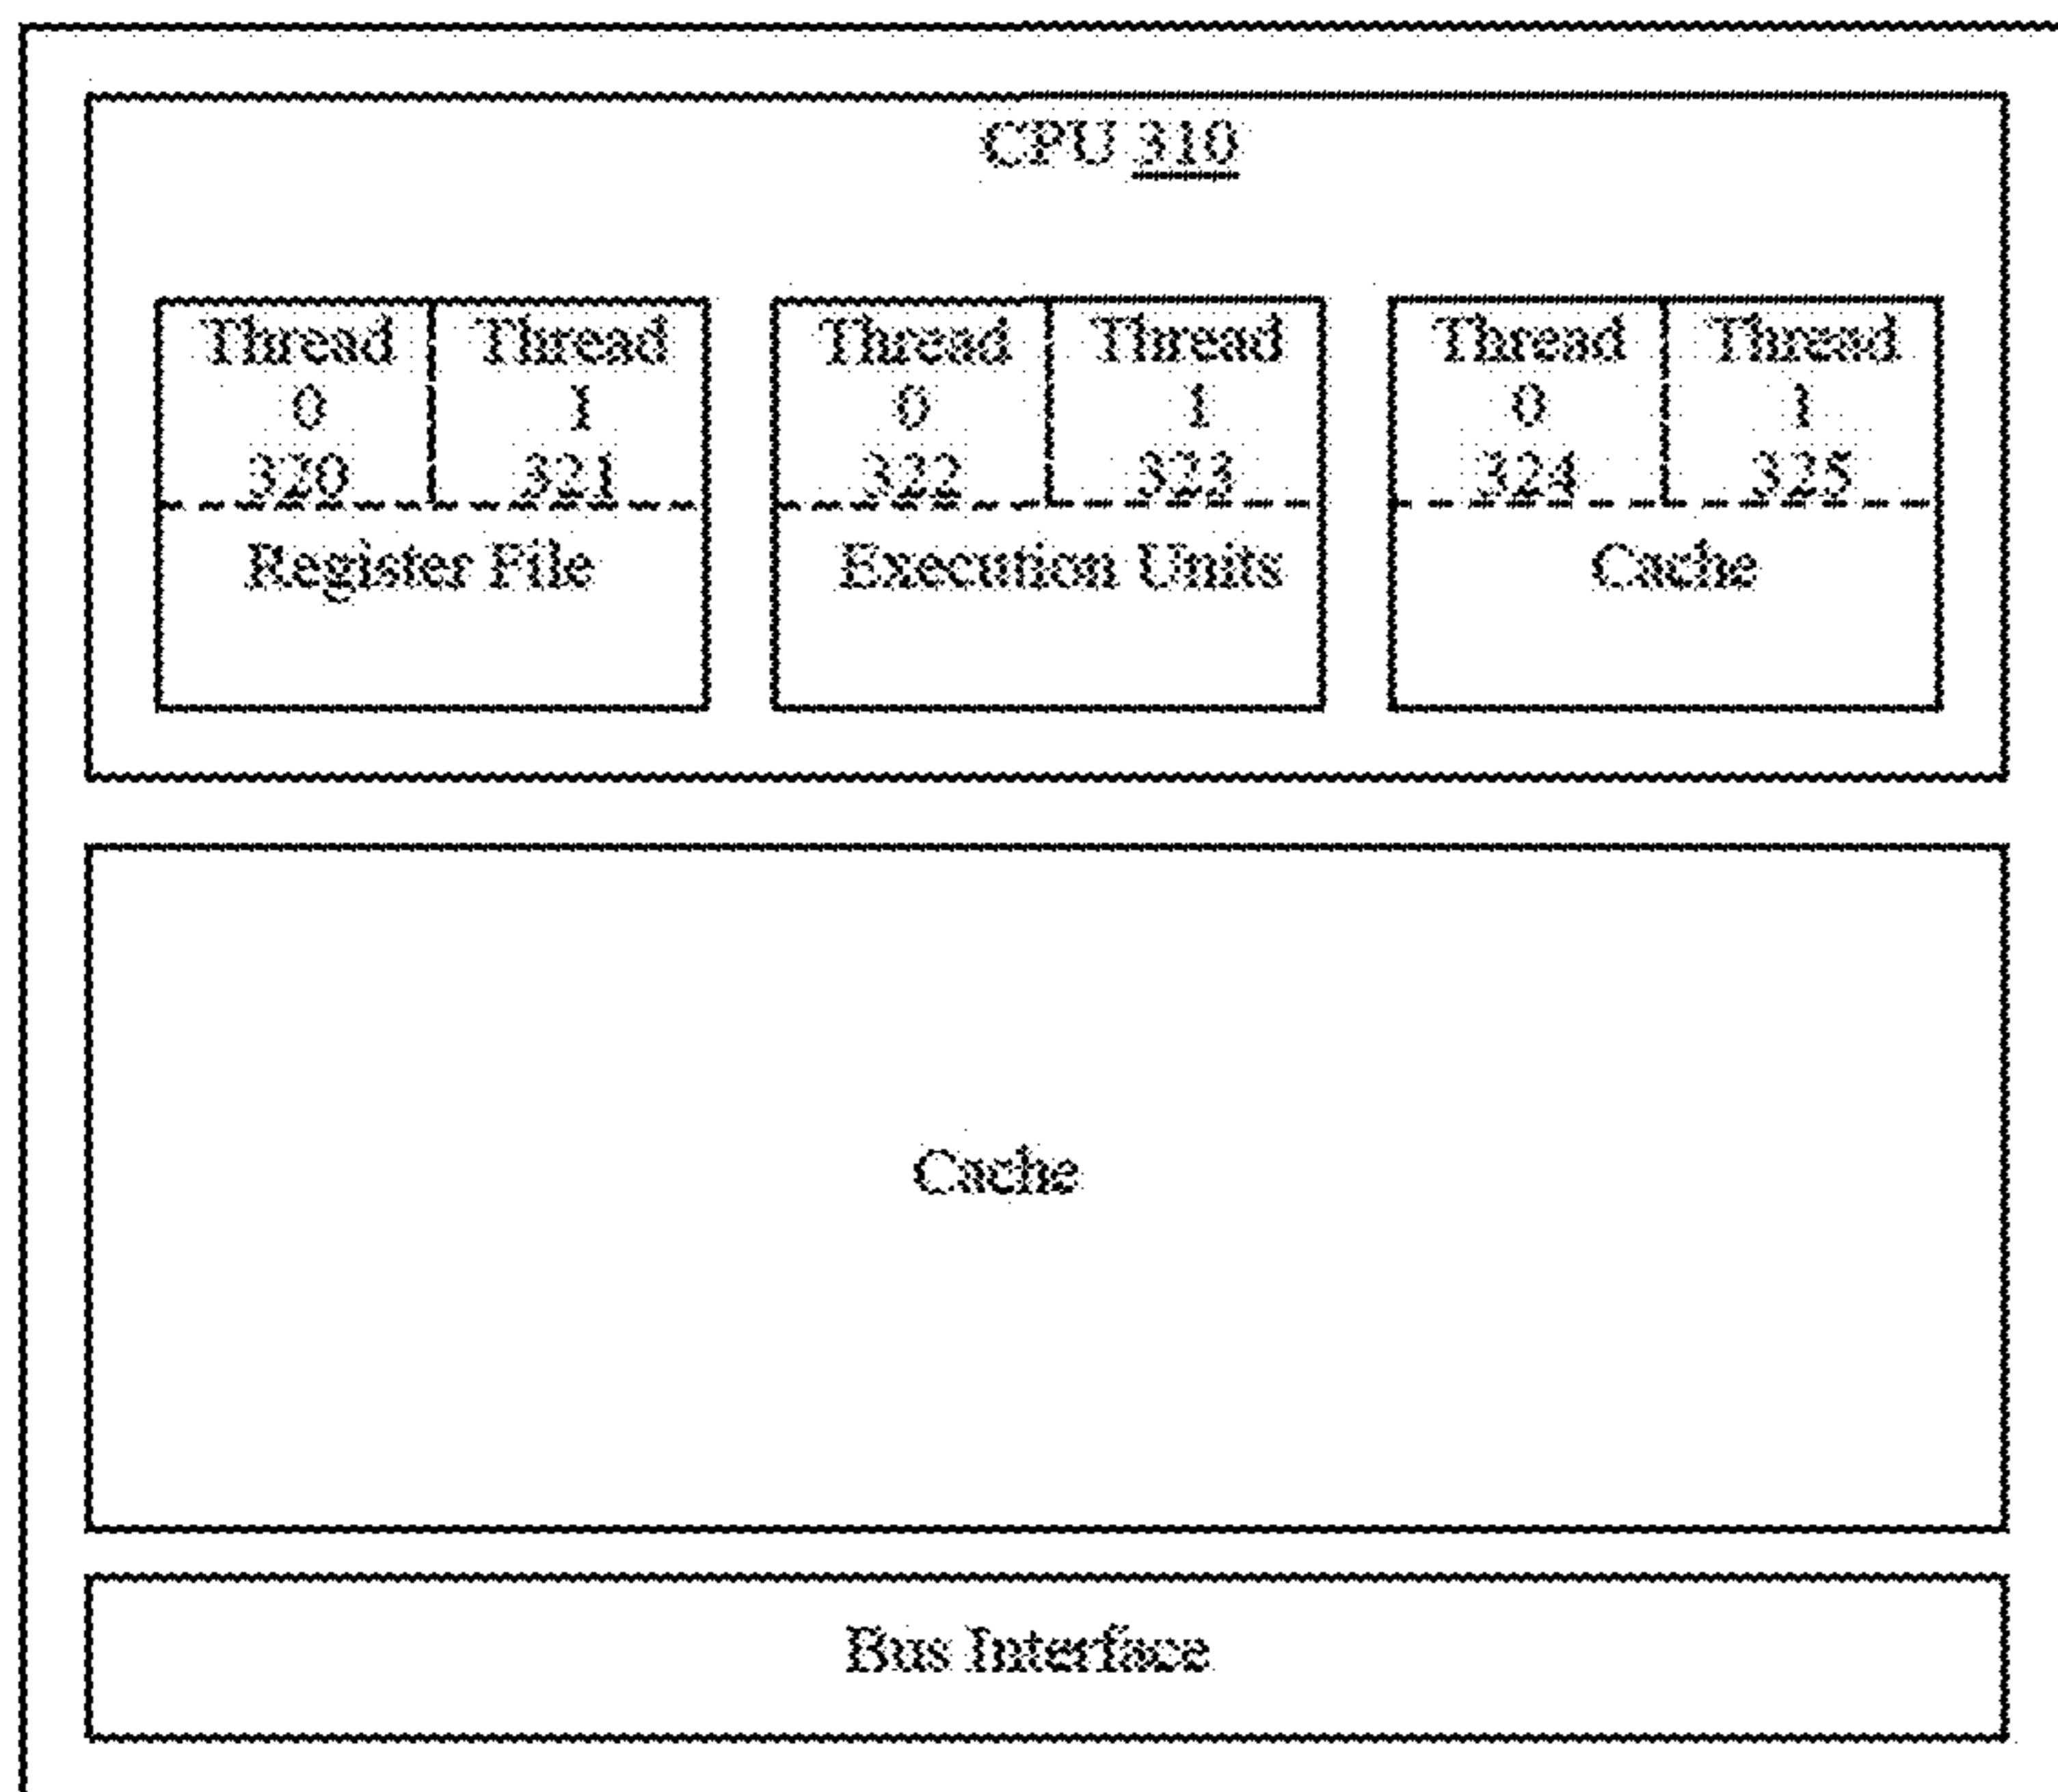 CPU 310
Thread Thread Thread Thread Thread Thread
0 1 0 1 0 1
320 321 322 323 324 325
Register File Execution Units Cache
Cache
Bus Interface